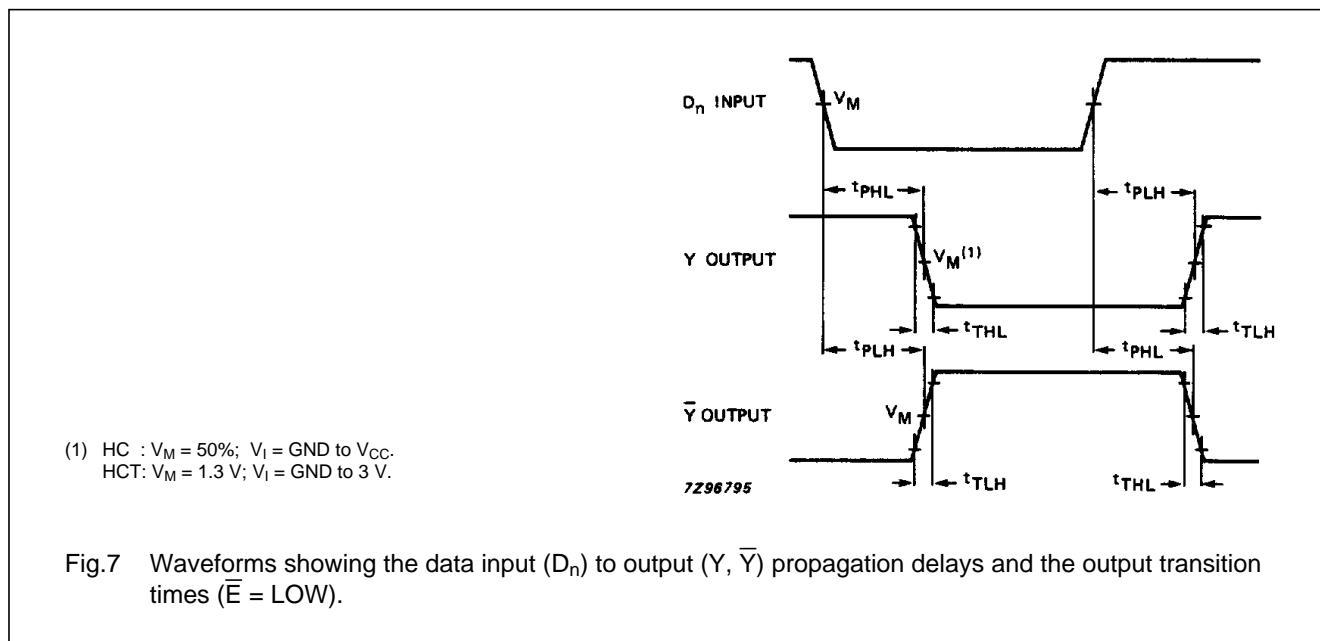 Dn INPUT
VM
tPHL
tPLH
Y OUTPUT
VM(1)
tTHL
tTLH
tPLH
tPHL
Y̅ OUTPUT
VM
tTLH
tTHL
7Z96795
(1) HC : VM = 50%; VI = GND to VCC.
HCT: VM = 1.3 V; VI = GND to 3 V.
Fig.7 Waveforms showing the data input (Dn) to output (Y, Y̅) propagation delays and the output transition
times (E̅ = LOW).